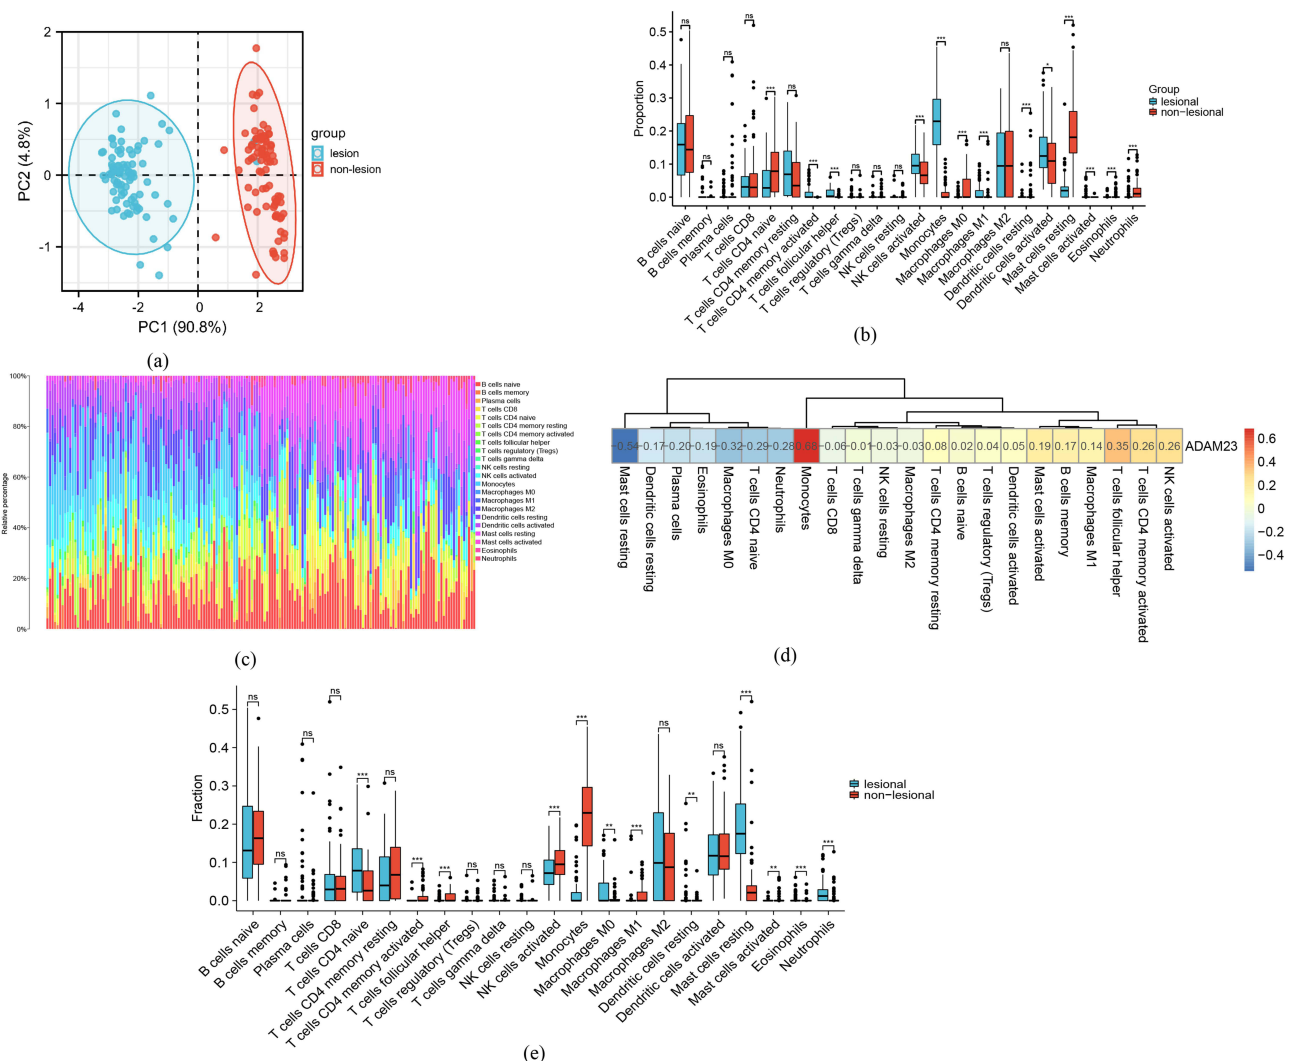 2
1
0
-1
-4
-2
0
2
PC2 (4.8%)
PC1 (90.8%)
group
lesion
non-lesion
(a)
0.5
0.4
0.3
0.2
0.1
0.0
Proportion
ns
ns
ns
ns
***
ns
***
***
ns
ns
ns
***
***
***
***
ns
***
*
***
***
***
***
Group
lesional
non-lesional
B cells naive
B cells memory
Plasma cells
T cells CD8
T cells CD4 naive
T cells CD4 memory resting
T cells CD4 memory activated
T cells follicular helper
T cells regulatory (Tregs)
T cells gamma delta
NK cells resting
NK cells activated
Monocytes
Macrophages M0
Macrophages M1
Macrophages M2
Dendritic cells resting
Dendritic cells activated
Mast cells resting
Mast cells activated
Eosinophils
Neutrophils
(b)
100%
80%
60%
40%
20%
0%
Relative percentage
B cells naive
B cells memory
Plasma cells
T cells CD8
T cells CD4 naive
T cells CD4 memory resting
T cells CD4 memory activated
T cells follicular helper
T cells regulatory (Tregs)
T cells gamma delta
NK cells resting
NK cells activated
Monocytes
Macrophages M0
Macrophages M1
Macrophages M2
Dendritic cells resting
Dendritic cells activated
Mast cells resting
Mast cells activated
Eosinophils
Neutrophils
(c)
−0.54 −0.17 −0.20 −0.19 −0.32 −0.29 −0.28 0.66 −0.06 −0.01 −0.03 −0.03 0.08 0.02 0.04 0.05 0.19 0.17 0.14 0.35 0.26 0.26 ADAM23
Mast cells resting
Dendritic cells resting
Plasma cells
Eosinophils
Macrophages M0
T cells CD4 naive
Neutrophils
Monocytes
T cells CD8
T cells gamma delta
NK cells resting
Macrophages M2
T cells CD4 memory resting
B cells naive
T cells regulatory (Tregs)
Dendritic cells activated
Mast cells activated
B cells memory
Macrophages M1
T cells follicular helper
T cells CD4 memory activated
NK cells activated
0.6
0.4
0.2
0
−0.2
−0.4
(d)
0.5
0.4
0.3
0.2
0.1
0.0
Fraction
ns
ns
ns
ns
***
ns
***
***
ns
ns
ns
***
***
**
***
ns
**
ns
***
**
***
***
lesional
non−lesional
B cells naive
B cells memory
Plasma cells
T cells CD8
T cells CD4 naive
T cells CD4 memory resting
T cells CD4 memory activated
T cells follicular helper
T cells regulatory (Tregs)
T cells gamma delta
NK cells resting
NK cells activated
Monocytes
Macrophages M0
Macrophages M1
Macrophages M2
Dendritic cells resting
Dendritic cells activated
Mast cells resting
Mast cells activated
Eosinophils
Neutrophils
(e)